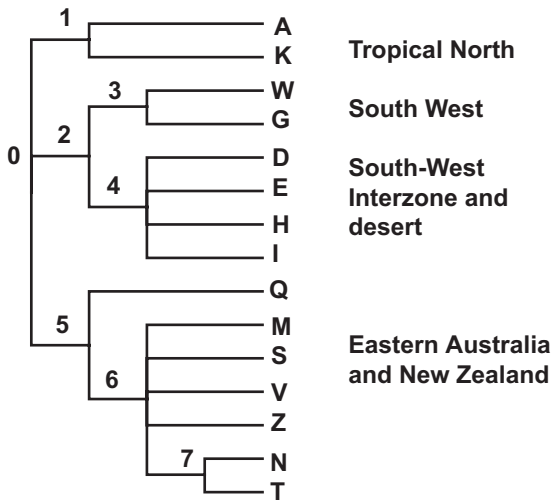 1
A
K
Tropical North
3
W
G
South West
2
0
4
D
E
H
I
South-West
Interzone and
desert
5
Q
6
M
S
V
Z
Eastern Australia
and New Zealand
7
N
T